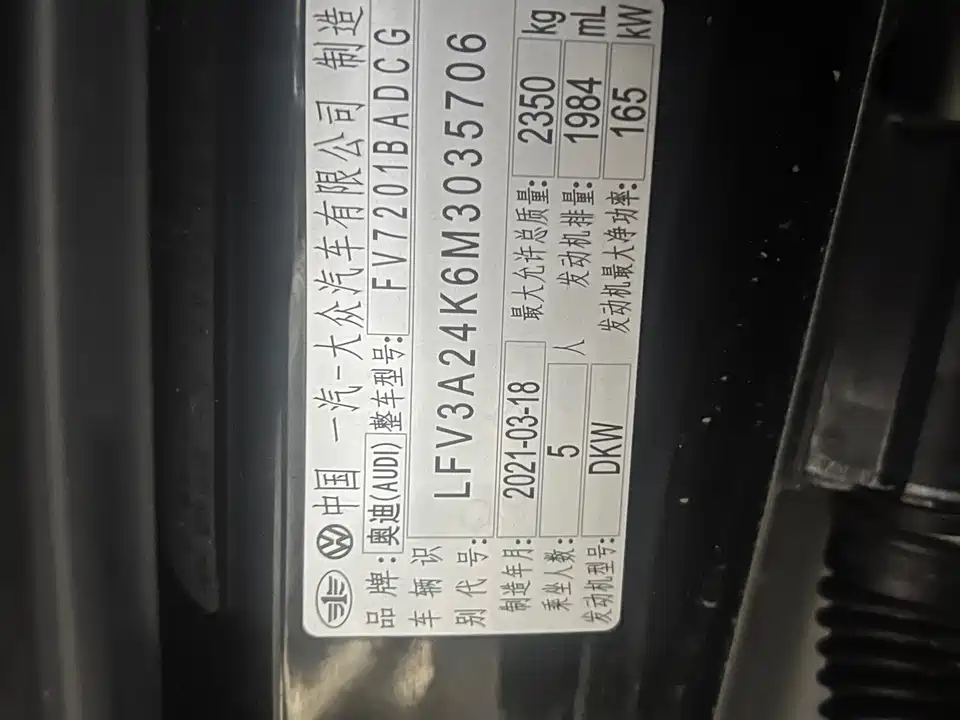 中国 一汽-大众汽车有限公司 制造
品牌: 奥迪(AUDI) 整车型号: FV7201BADCG
车辆识别代号: LFV3A24K6M3035706
制造年月: 2021-03-18 最大允许总质量: 2350 kg
乘坐人数: 5 人 发动机排量: 1984 mL
发动机型号: DKW 发动机最大净功率: 165 kW